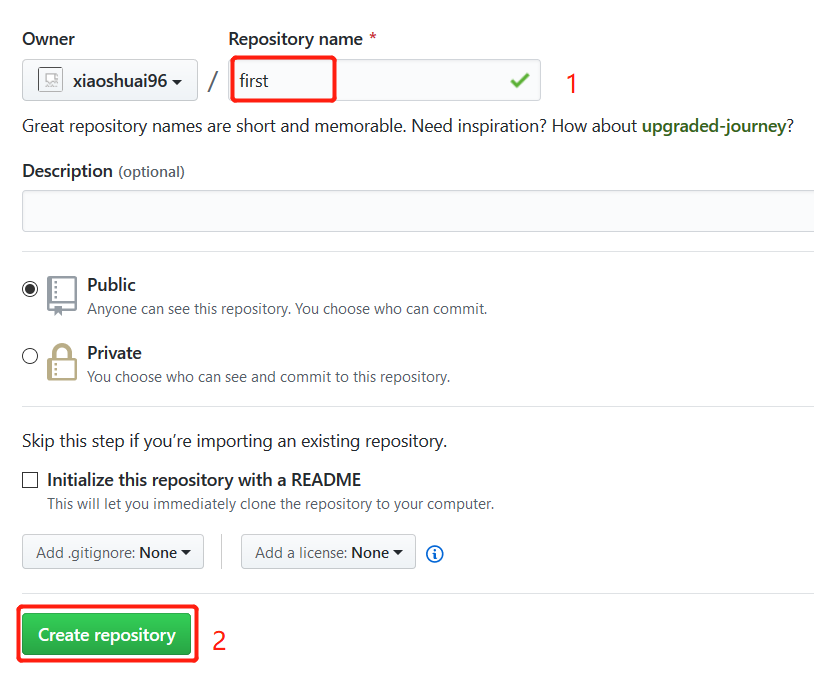 Owner Repository name *
xiaoshuai96 / first 1
Great repository names are short and memorable. Need inspiration? How about upgraded-journey?
Description (optional)
Public
Anyone can see this repository. You choose who can commit.
Private
You choose who can see and commit to this repository.
Skip this step if you’re importing an existing repository.
Initialize this repository with a README
This will let you immediately clone the repository to your computer.
Add .gitignore: None Add a license: None
Create repository 2